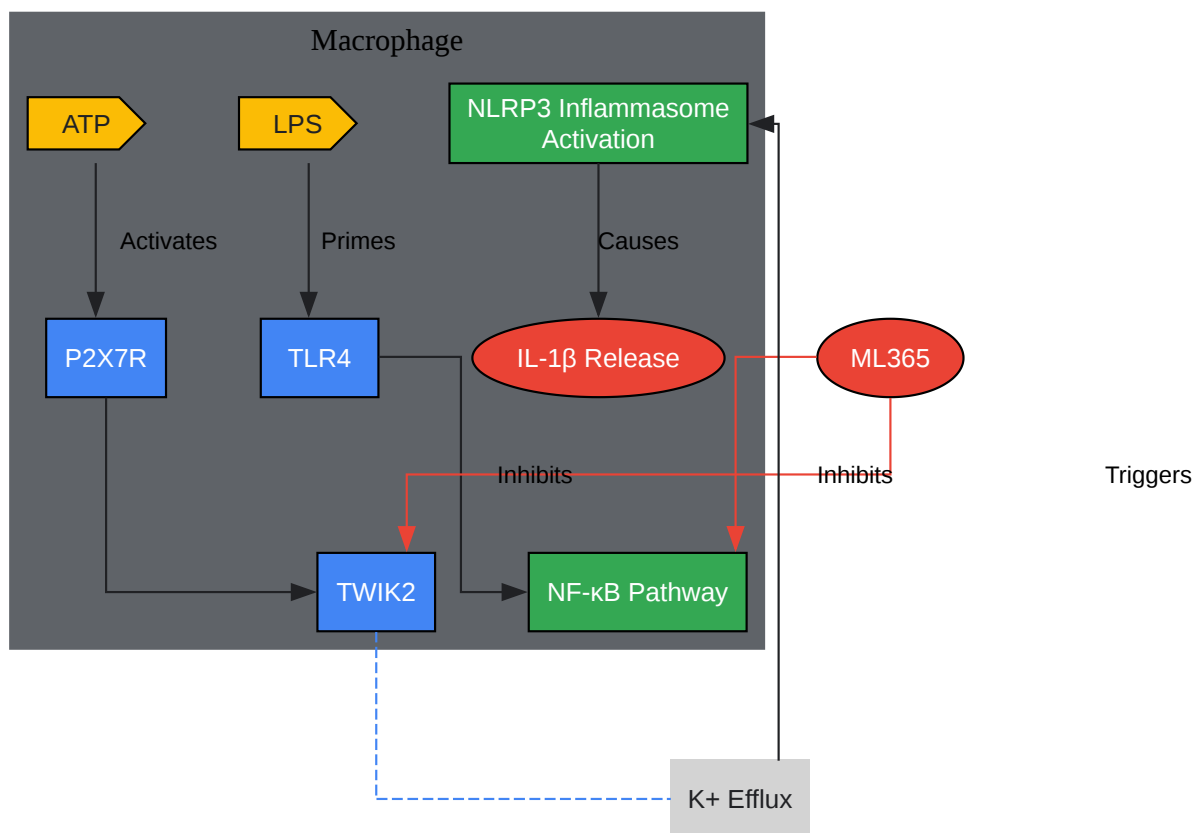 Macrophage
ATP
LPS
NLRP3 Inflammasome
Activation
Activates
Primes
Causes
P2X7R
TLR4
IL-1β Release
ML365
Inhibits
Inhibits
Triggers
TWIK2
NF-κB Pathway
K+ Efflux